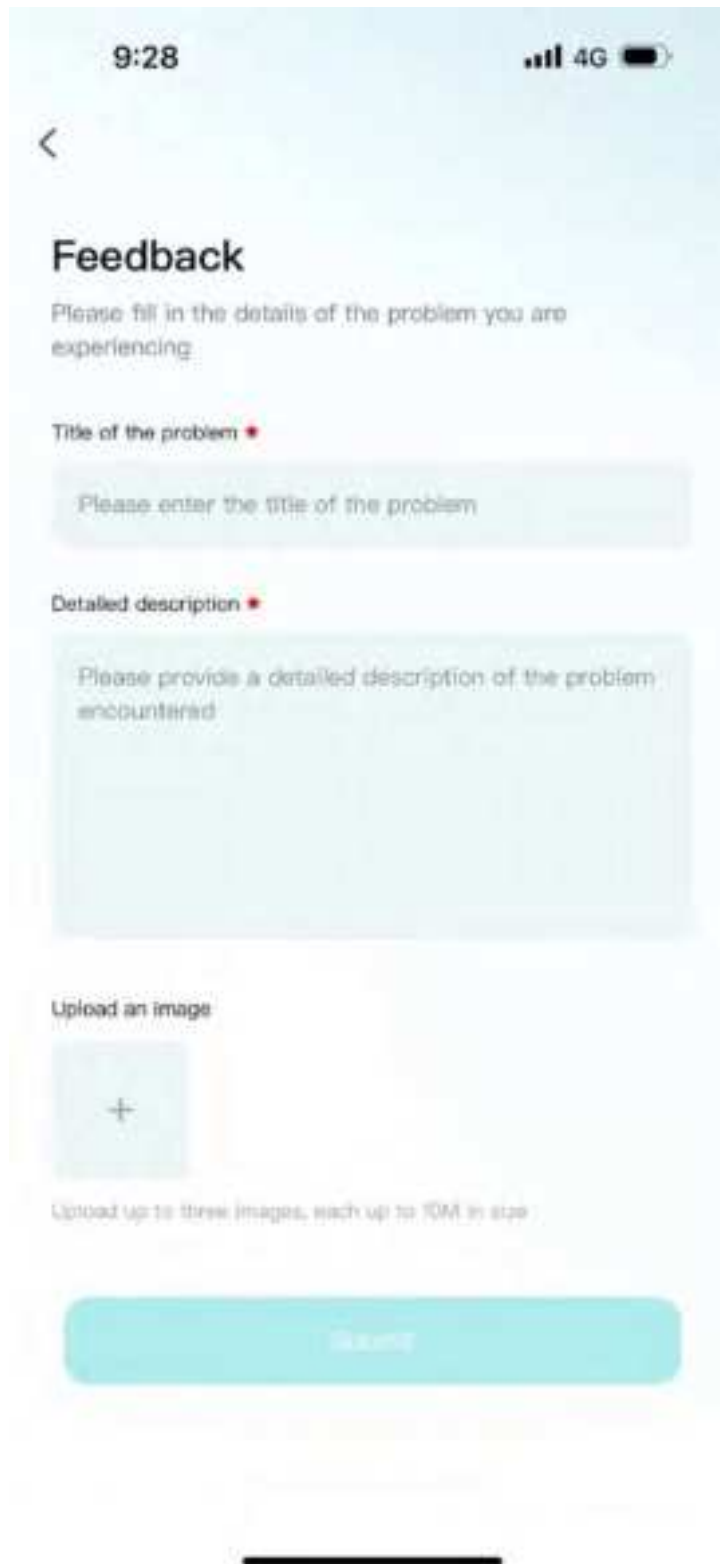 9:28
4G
Feedback
Please fill in the details of the problem you are
experiencing
Title of the problem *
Please enter the title of the problem
Detailed description *
Please provide a detailed description of the problem
encountered
Upload an image
+
Upload up to three images, each up to 10M in size
Submit